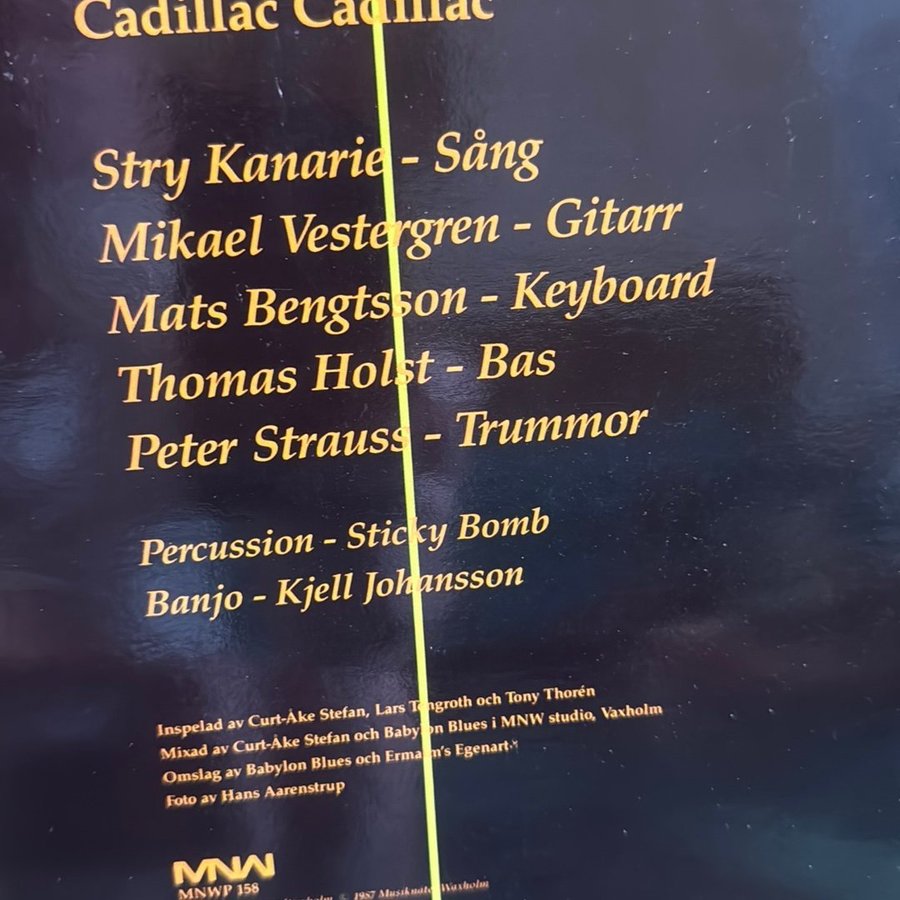 Cadillac Cadillac
Stry Kanarie - Sång
Mikael Vestergren - Gitarr
Mats Bengtsson - Keyboard
Thomas Holst - Bas
Peter Strauss - Trummor
Percussion - Sticky Bomb
Banjo - Kjell Johansson
Inspelad av Curt-Åke Stefan, Lars Tengroth och Tony Thorén
Mixad av Curt-Åke Stefan och Babylon Blues i MNW studio, Vaxholm
Omslag av Babylon Blues och Ermalm's Egenart
Foto av Hans Aarenstrup
MNW
MNWP 158
1987 Musiknätet Waxholm